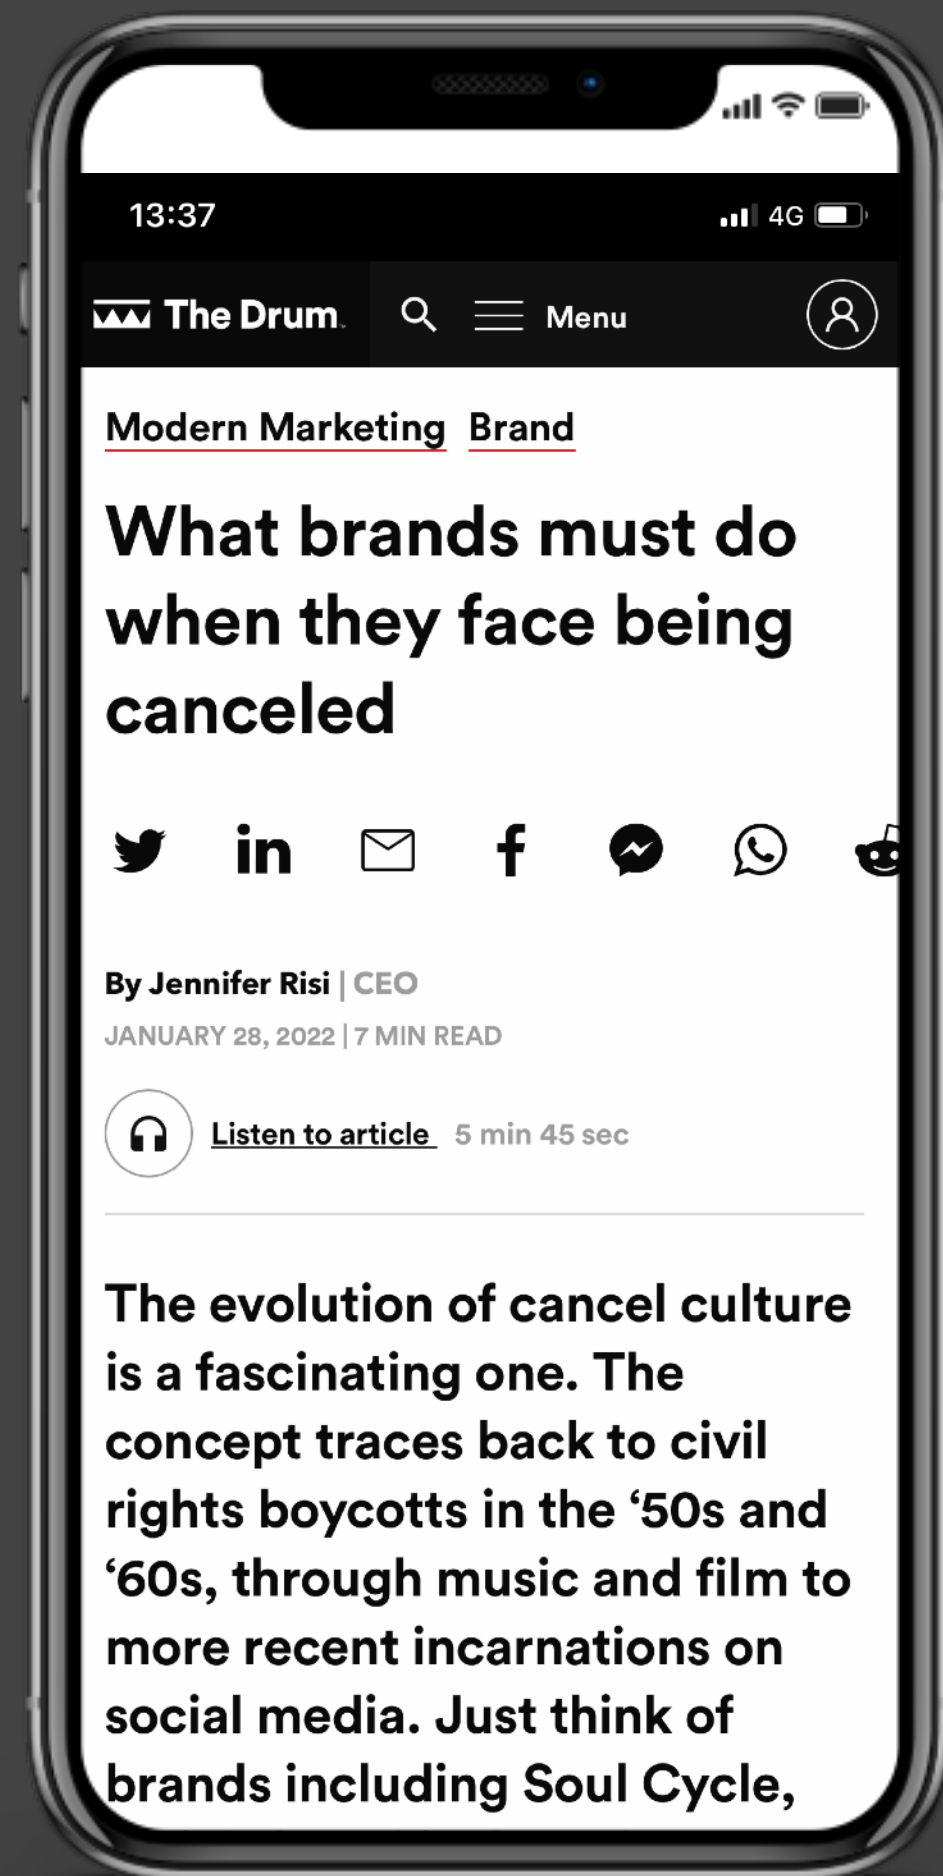 13:37 4G
The Drum Menu
Modern Marketing Brand
What brands must do
when they face being
canceled
in f
By Jennifer Risi | CEO
JANUARY 28, 2022 | 7 MIN READ
Listen to article 5 min 45 sec
The evolution of cancel culture
is a fascinating one. The
concept traces back to civil
rights boycotts in the ‘50s and
‘60s, through music and film to
more recent incarnations on
social media. Just think of
brands including Soul Cycle,